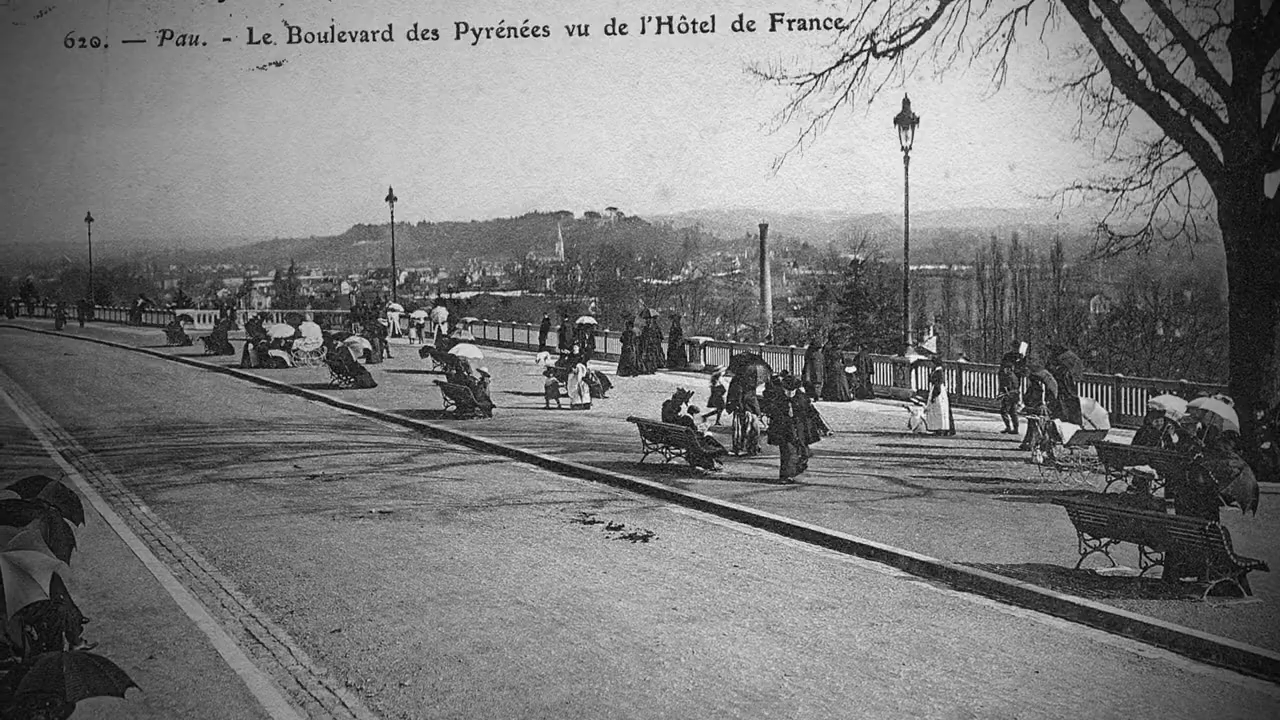 620. — Pau. - Le Boulevard des Pyrénées vu de l'Hôtel de France.